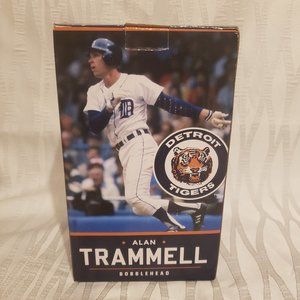 D
DETROIT
TIGERS
ALAN
TRAMMELL
BOBBLEHEAD